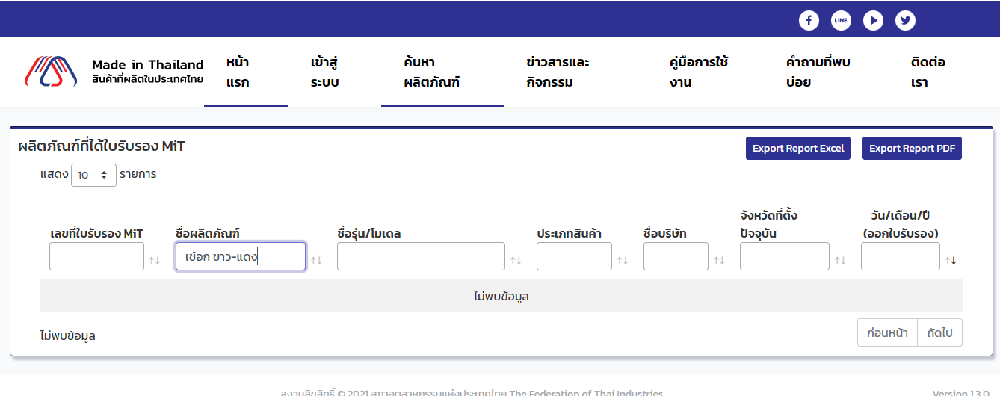 LINE
Made in Thailand
สินค้าที่ผลิตในประเทศไทย
หน้า
แรก
เข้าสู่
ระบบ
ค้นหา
ผลิตภัณฑ์
ข่าวสารและ
กิจกรรม
คู่มือการใช้
งาน
คำถามที่พบ
บ่อย
ติดต่อ
เรา
ผลิตภัณฑ์ที่ได้ใบรับรอง MiT
Export Report Excel
Export Report PDF
แสดง 10 รายการ
เลขที่ใบรับรอง MiT
ชื่อผลิตภัณฑ์
ชื่อรุ่น/โมเดล
ประเภทสินค้า
ชื่อบริษัท
จังหวัดที่ตั้ง
ปัจจุบัน
วัน/เดือน/ปี
(ออกใบรับรอง)
เชือก ขาว-แดง
ไม่พบข้อมูล
ไม่พบข้อมูล
ก่อนหน้า
ถัดไป
สงวนลิขสิทธิ์ © 2021 สภาอุตสาหกรรมแห่งประเทศไทย The Federation of Thai Industries
Version 1.3.0